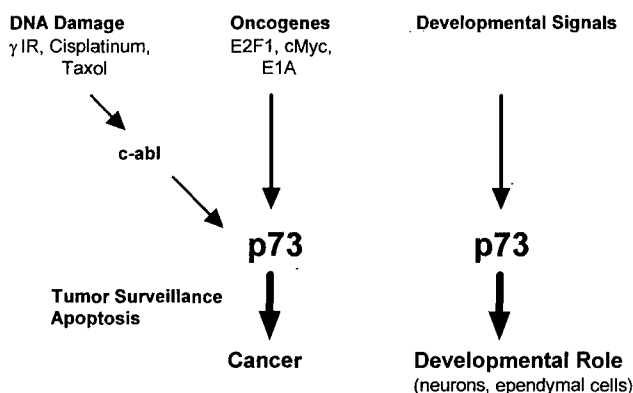 DNA Damage
γ IR, Cisplatinum,
Taxol
Oncogenes
E2F1, cMyc,
E1A
Developmental Signals
c-abl
p73
p73
Tumor Surveillance
Apoptosis
Cancer
Developmental Role
(neurons, ependymal cells)